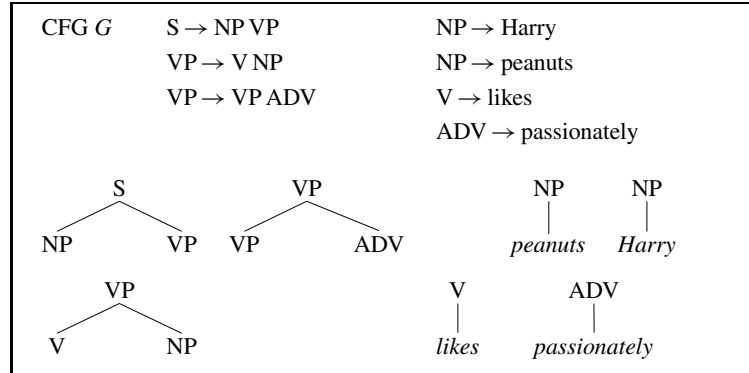 CFG G S → NP VP NP → Harry
VP → V NP NP → peanuts
VP → VP ADV V → likes
ADV → passionately
S VP NP NP
NP VP VP ADV peanuts Harry
VP V ADV
V NP likes passionately